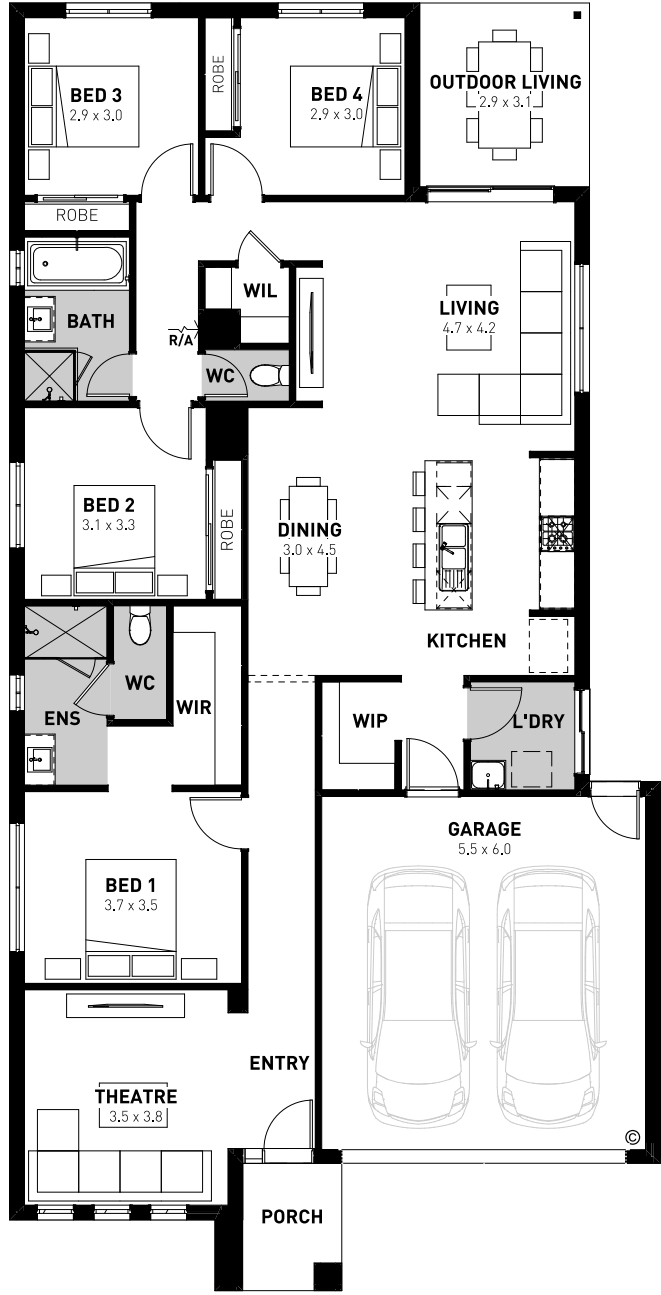 BED 3
2.9 x 3.0
ROBE
BED 4
2.9 x 3.0
OUTDOOR LIVING
2.9 x 3.1
ROBE
WIL
LIVING
4.7 x 4.2
BATH
R/A
WC
BED 2
3.1 x 3.3
ROBE
DINING
3.0 x 4.5
KITCHEN
WC
ENS
WIR
WIP
L'DRY
GARAGE
5.5 x 6.0
BED 1
3.7 x 3.5
ENTRY
THEATRE
3.5 x 3.8
©
PORCH